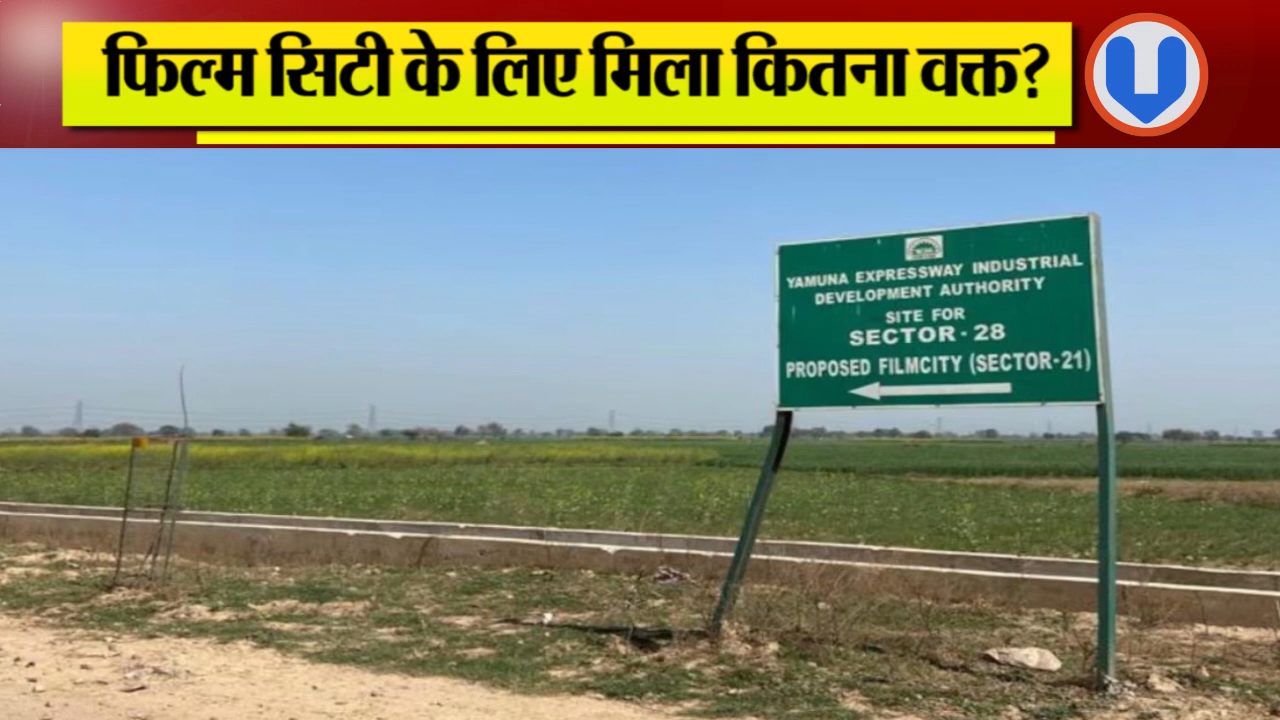 फिल्म सिटी के लिए मिला कितना वक्त?
YAMUNA EXPRESSWAY INDUSTRIAL
DEVELOPMENT AUTHORITY
SITE FOR
SECTOR - 28
PROPOSED FILMCITY (SECTOR-21)